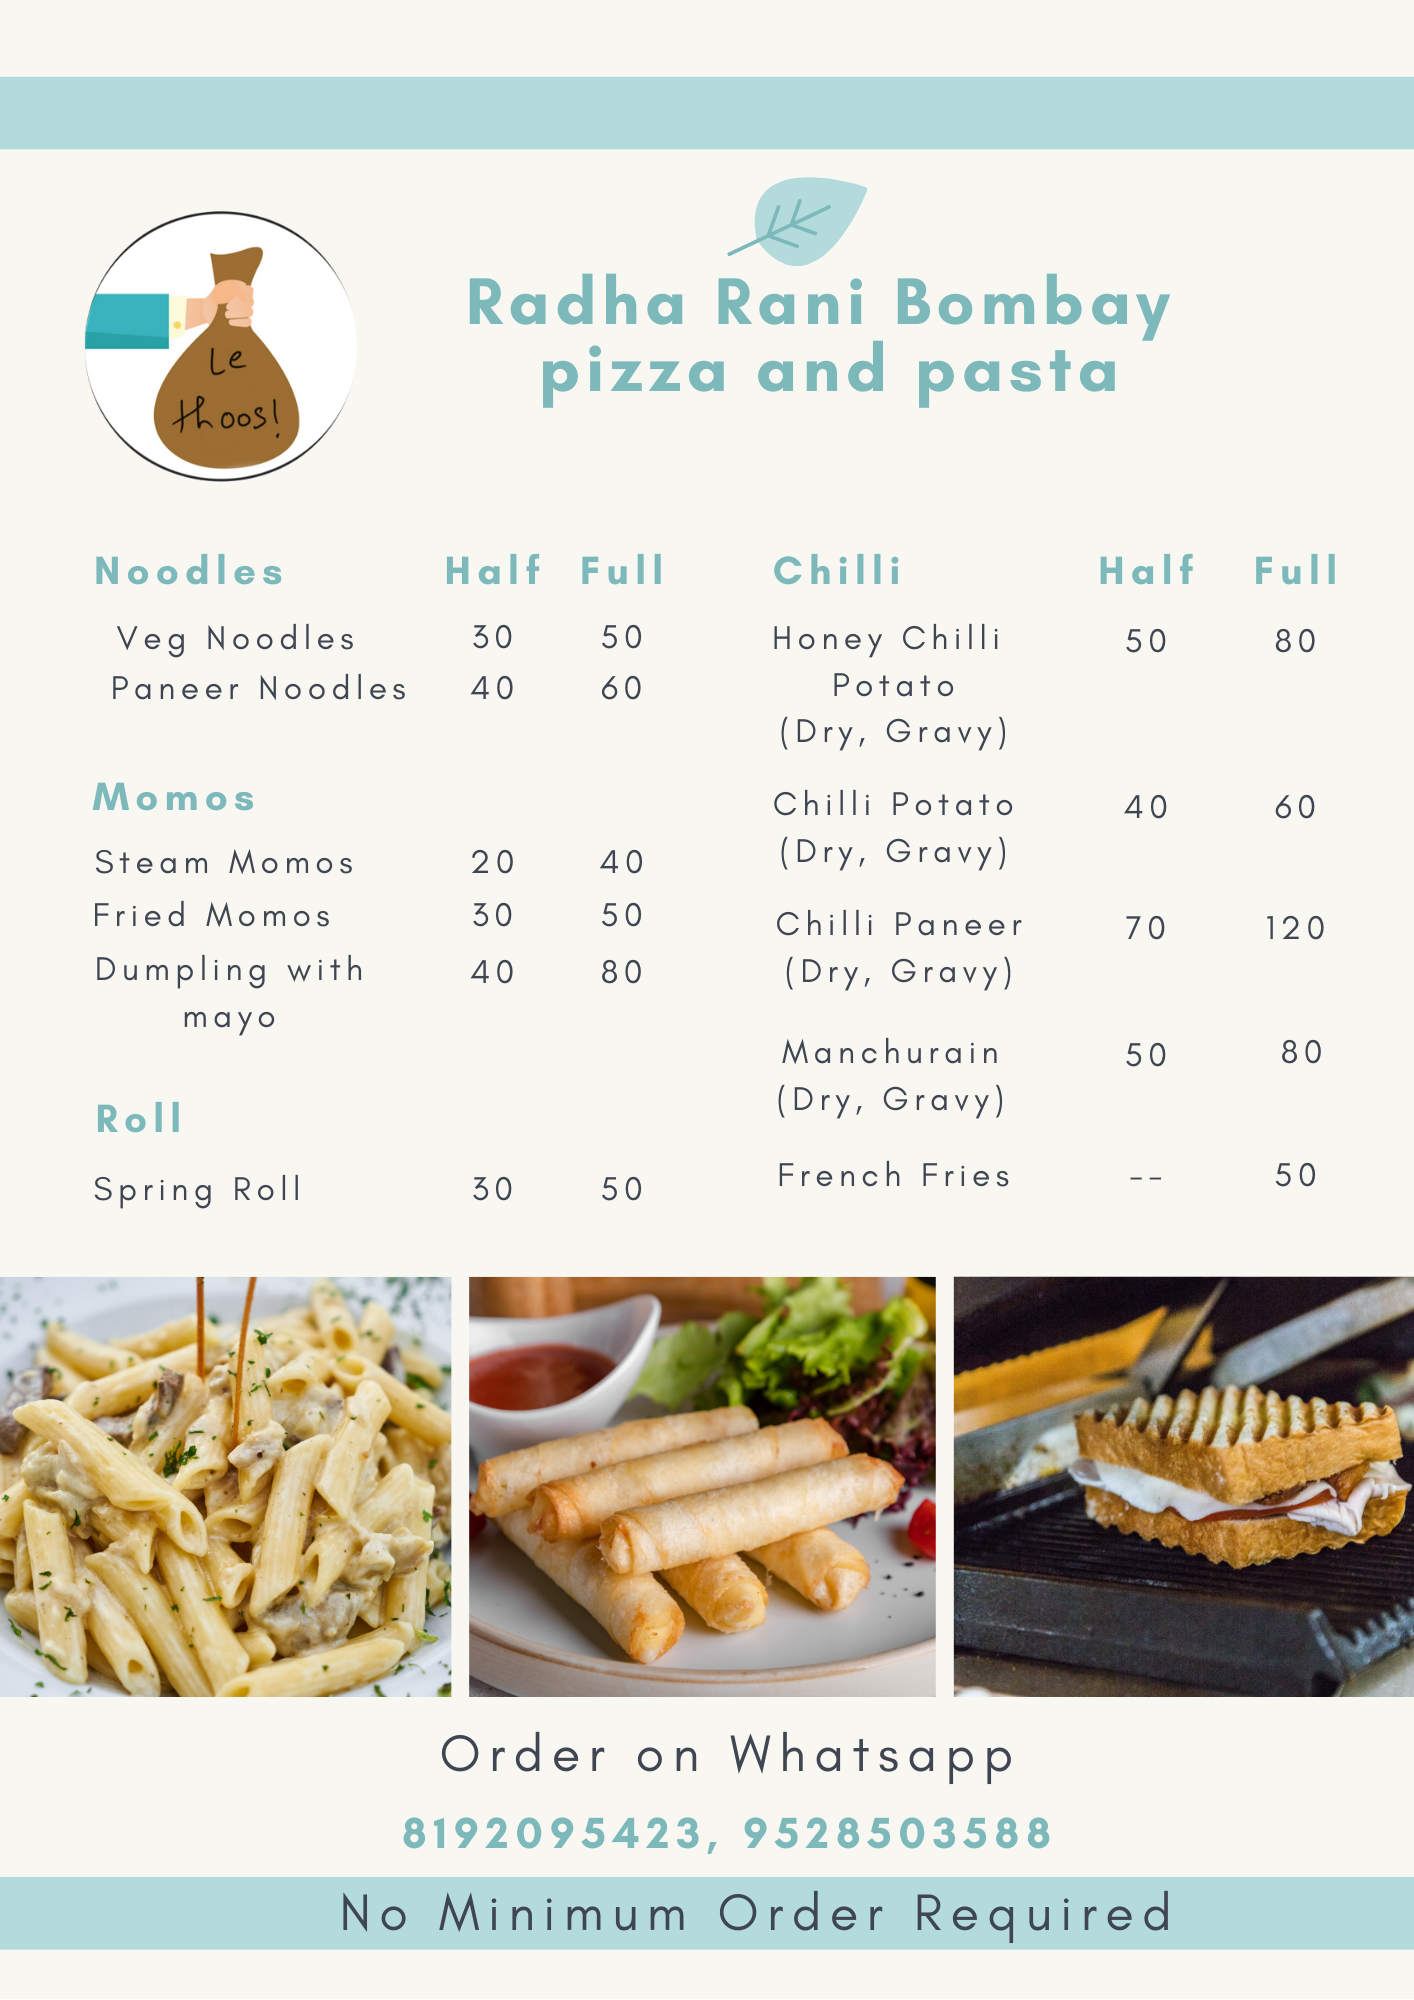 Le
thoos!
Radha Rani Bombay
pizza and pasta
Noodles Half Full
Veg Noodles 30 50
Paneer Noodles 40 60
Momos
Steam Momos 20 40
Fried Momos 30 50
Dumpling with 40 80
mayo
Roll
Spring Roll 30 50
Chilli Half Full
Honey Chilli 50 80
Potato
(Dry, Gravy)
Chilli Potato 40 60
(Dry, Gravy)
Chilli Paneer 70 120
(Dry, Gravy)
Manchurain 50 80
(Dry, Gravy)
French Fries -- 50
Order on Whatsapp
8192095423, 9528503588
No Minimum Order Required